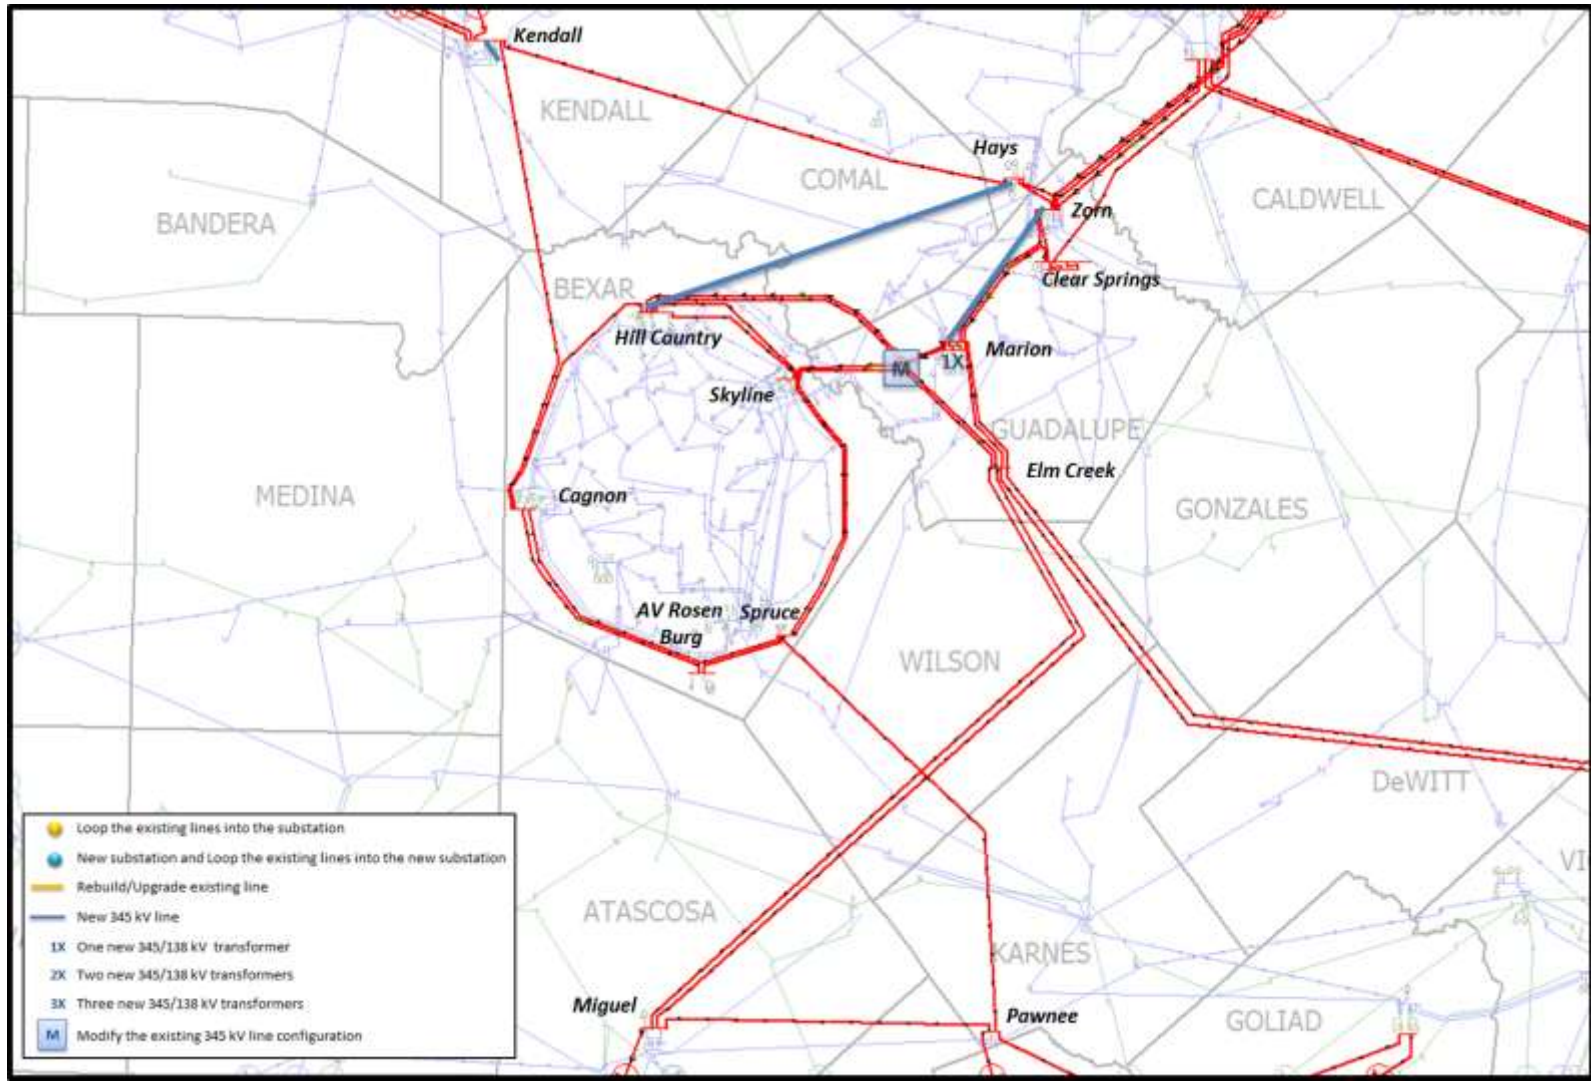 Kendall
KENDALL
Hays
COMAL
CALDWELL
Zorn
BANDERA
BEXAR
Clear Springs
Hill Country
Marion
1X
M
Skyline
GUADALUPE
Elm Creek
MEDINA
Cagnon
GONZALES
AV Rosen
Burg
Spruce
WILSON
DeWITT
Loop the existing lines into the substation
New substation and Loop the existing lines into the new substation
VI
Rebuild/Upgrade existing line
ATASCOSA
New 345 kV line
1X One new 345/138 kV transformer
KARNES
2X Two new 345/138 kV transformers
3X Three new 345/138 kV transformers
Miguel
Pawnee
GOLIAD
M Modify the existing 345 kV line configuration